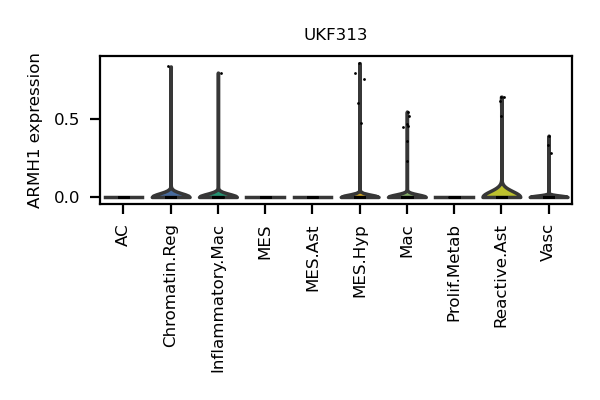 UKF313
ARMH1 expression
0.5
0.0
AC
Chromatin.Reg
Inflammatory.Mac
MES
MES.Ast
MES.Hyp
Mac
Prolif.Metab
Reactive.Ast
Vasc